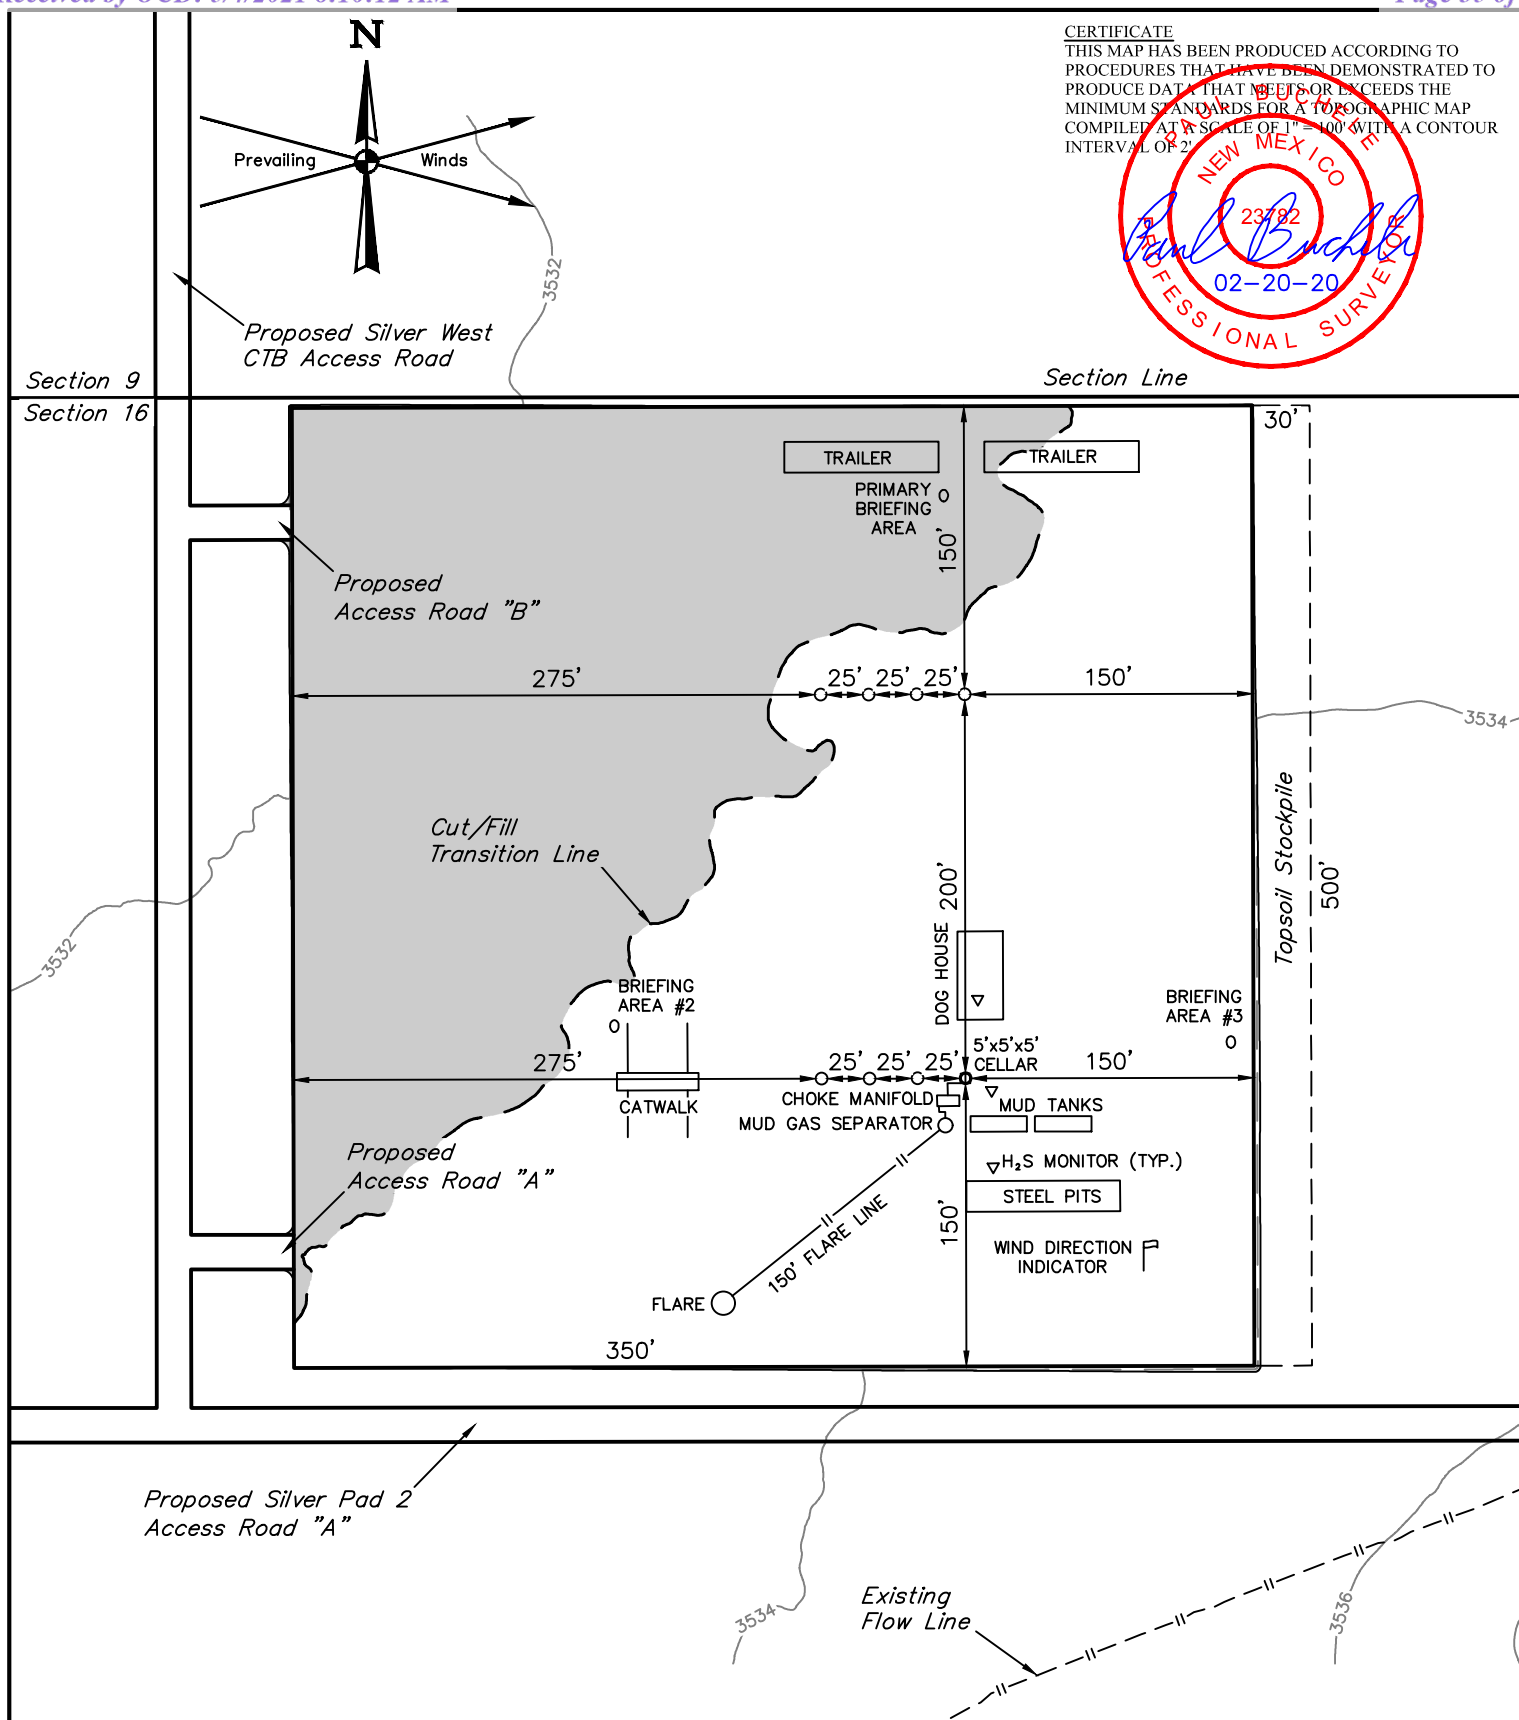 N
Prevailing Winds
CERTIFICATE
THIS MAP HAS BEEN PRODUCED ACCORDING TO
PROCEDURES THAT HAVE BEEN DEMONSTRATED TO
PRODUCE DATA THAT MEETS OR EXCEEDS THE
MINIMUM STANDARDS FOR A TOPOGRAPHIC MAP
COMPILED AT A SCALE OF 1" = 100' WITH A CONTOUR
INTERVAL OF 2'
PAUL BUCHELE
NEW MEXICO
23782
Paul Buchele
02-20-20
PROFESSIONAL SURVEYOR
3532
Proposed Silver West
CTB Access Road
Section 9
Section Line
Section 16
30'
TRAILER
TRAILER
PRIMARY
BRIEFING
AREA
150'
Proposed
Access Road "B"
275'
25'
25'
25'
150'
3534
Cut/Fill
Transition Line
Topsoil Stockpile
500'
200'
DOG HOUSE
3532
BRIEFING
AREA #2
BRIEFING
AREA #3
5'x5'x5'
CELLAR
275'
25'
25'
25'
150'
CATWALK
CHOKE MANIFOLD
MUD TANKS
MUD GAS SEPARATOR
Proposed
Access Road "A"
H₂S MONITOR (TYP.)
STEEL PITS
150'
150' FLARE LINE
WIND DIRECTION
INDICATOR
FLARE
350'
Proposed Silver Pad 2
Access Road "A"
Existing
Flow Line
3534
3536